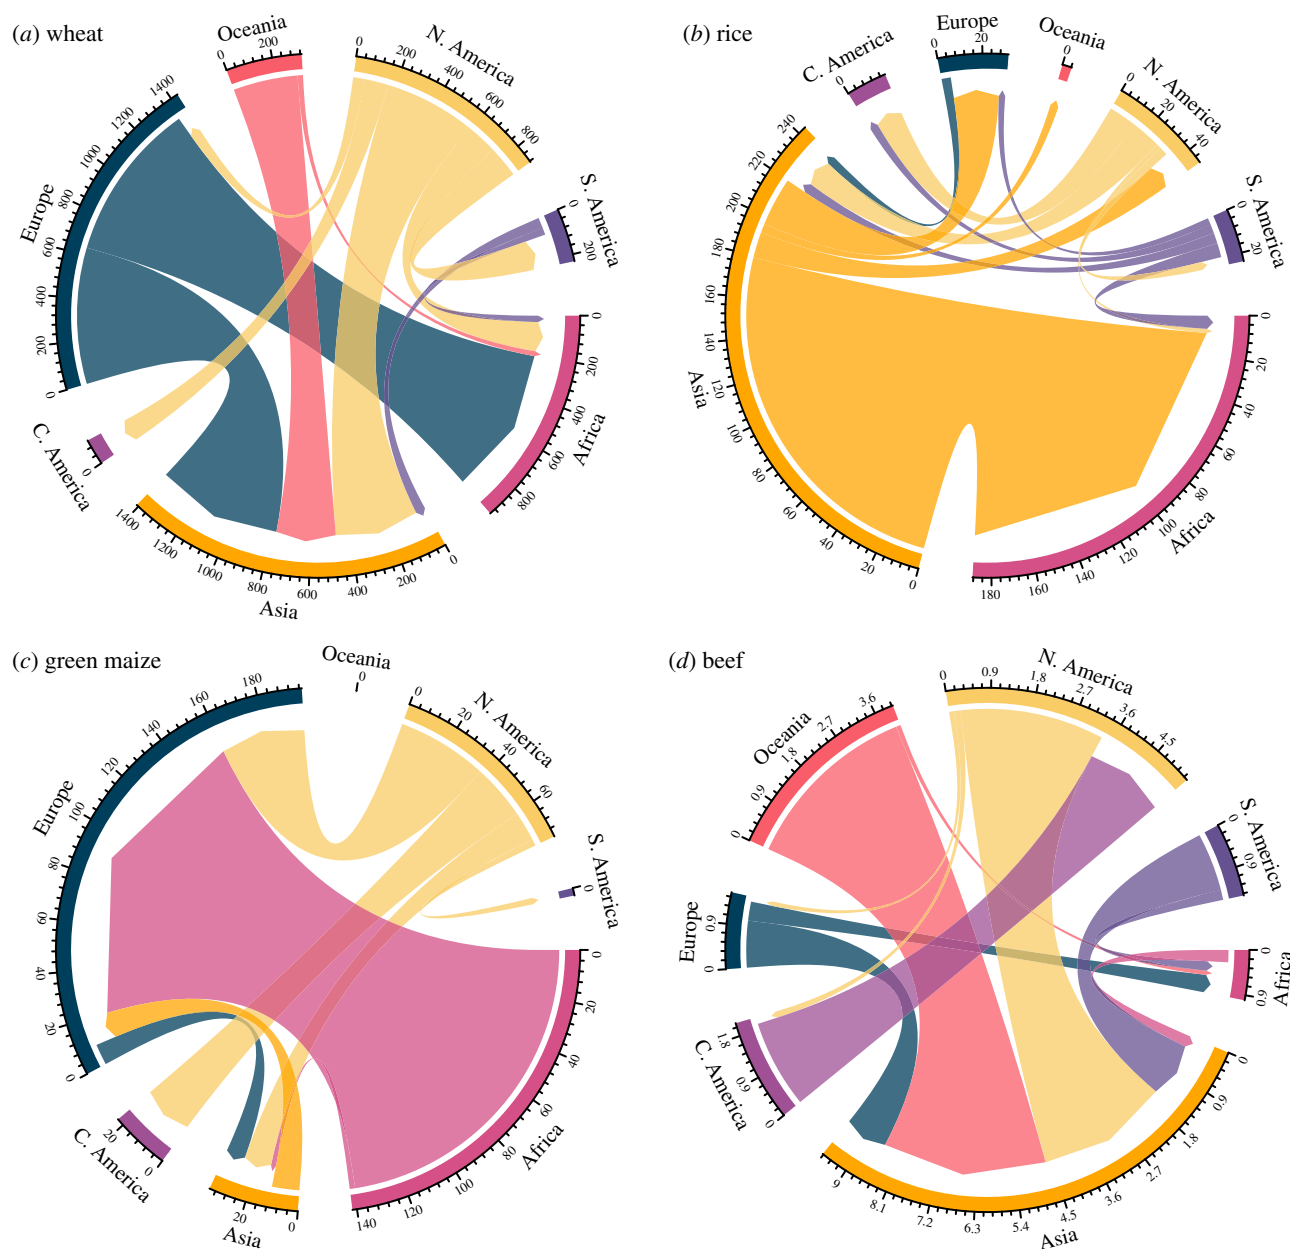 (a) wheat
Oceania
0 200
N. America
0 200 400 600 800
S. America
0 200
Africa
0 200 400 600 800
Asia
0 200 400 600 800 1000 1200 1400
C. America
0
Europe
0 200 400 600 800 1000 1200 1400
(b) rice
C. America
0
Europe
0 20
Oceania
0
N. America
0 20 40
S. America
0 20
Africa
0 20 40 60 80 100 120 140 160 180
Asia
0 20 40 60 80 100 120 140 160 180 200 220 240
(c) green maize
Oceania
0
N. America
0 20 40 60
S. America
0
Africa
0 20 40 60 80 100 120 140
Asia
0 20
C. America
0 20
Europe
0 20 40 60 80 100 120 140 160 180
(d) beef
N. America
0 0.9 1.8 2.7 3.6 4.5
S. America
0 0.9
Africa
0 0.9
Asia
0 0.9 1.8 2.7 3.6 4.5 5.4 6.3 7.2 8.1 9
C. America
0 0.9 1.8
Europe
0 0.9
Oceania
0 0.9 1.8 2.7 3.6